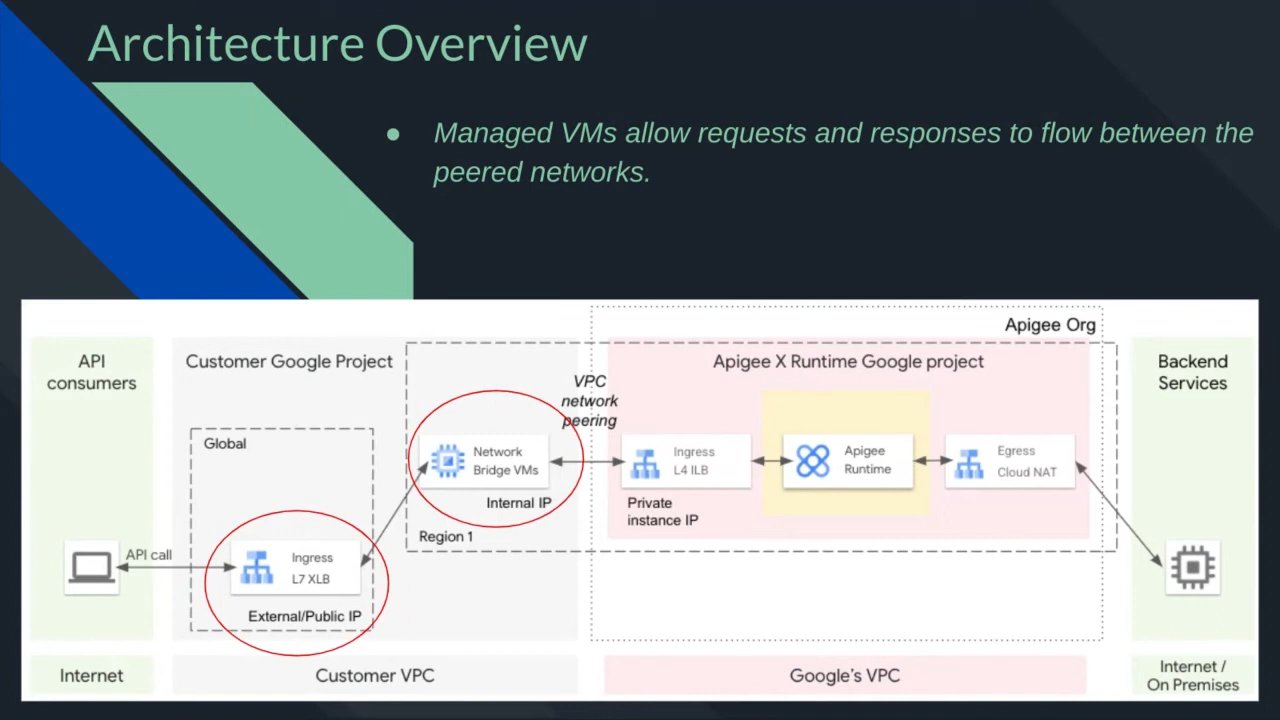 Architecture Overview
● Managed VMs allow requests and responses to flow between the
peered networks.
Apigee Org
API
consumers
Customer Google Project
Apigee X Runtime Google project
Backend
Services
VPC
network
peering
Global
Network
Bridge VMs
Internal IP
Region 1
Ingress
L4 ILB
Private
instance IP
Apigee
Runtime
Egress
Cloud NAT
API call
Ingress
L7 XLB
External/Public IP
Internet
Customer VPC
Google's VPC
Internet /
On Premises